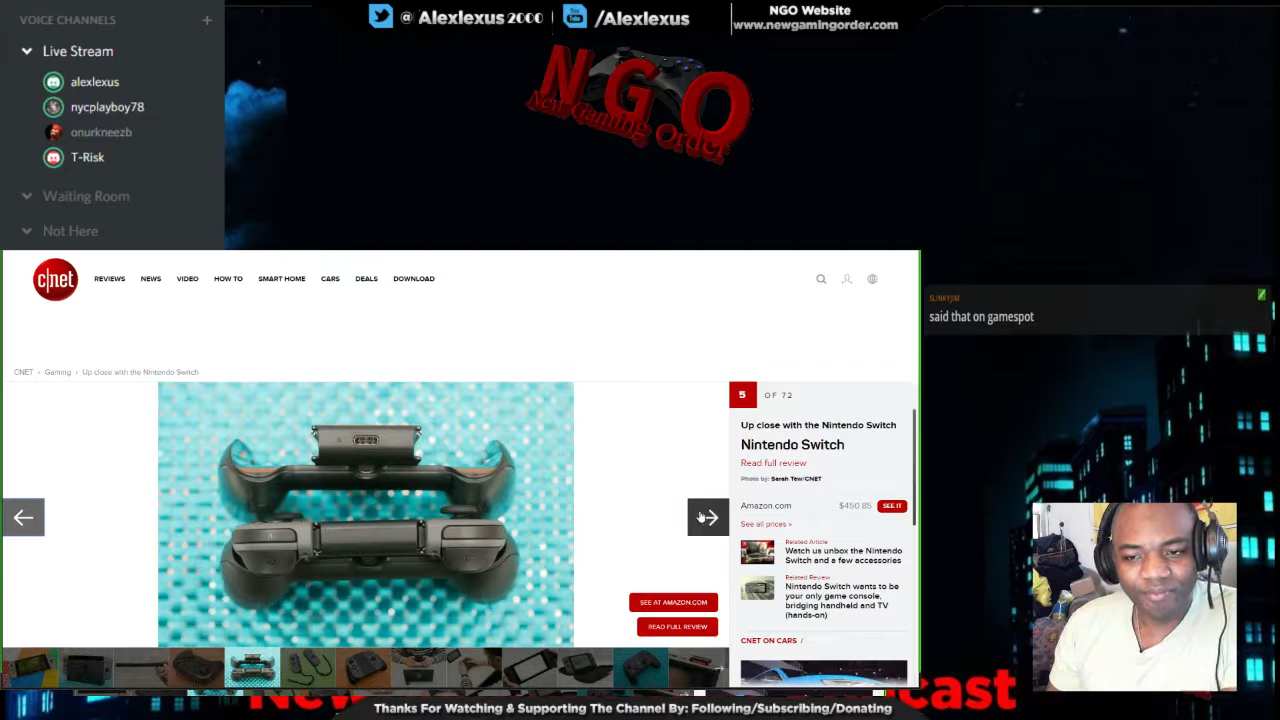 VOICE CHANNELS
Live Stream
alexlexus
nycplayboy78
onurkneezb
T-Risk
Waiting Room
Not Here
@ Alexlexus 2000
You Tube
/Alexlexus
NGO Website
www.newgamingorder.com
NGO
New Gaming Order
c|net
REVIEWS NEWS VIDEO HOW TO SMART HOME CARS DEALS DOWNLOAD
CNET › Gaming › Up close with the Nintendo Switch
5 OF 72
Up close with the Nintendo Switch
Nintendo Switch
Read full review
Photo by: Sarah Tew/CNET
Amazon.com $450.85 SEE IT
See all prices »
Related Article
Watch us unbox the Nintendo
Switch and a few accessories
Related Review
Nintendo Switch wants to be
your only game console,
bridging handheld and TV
(hands-on)
CNET ON CARS /
SEE AT AMAZON.COM
READ FULL REVIEW
SLINKYJIM
said that on gamespot
Thanks For Watching & Supporting The Channel By: Following/Subscribing/Donating